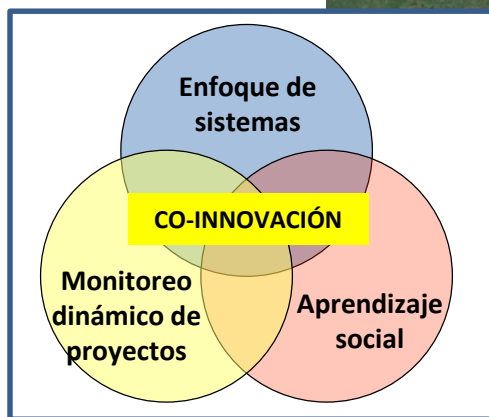 Enfoque de
sistemas
CO-INNOVACIÓN
Monitoreo
dinámico de
proyectos
Aprendizaje
social